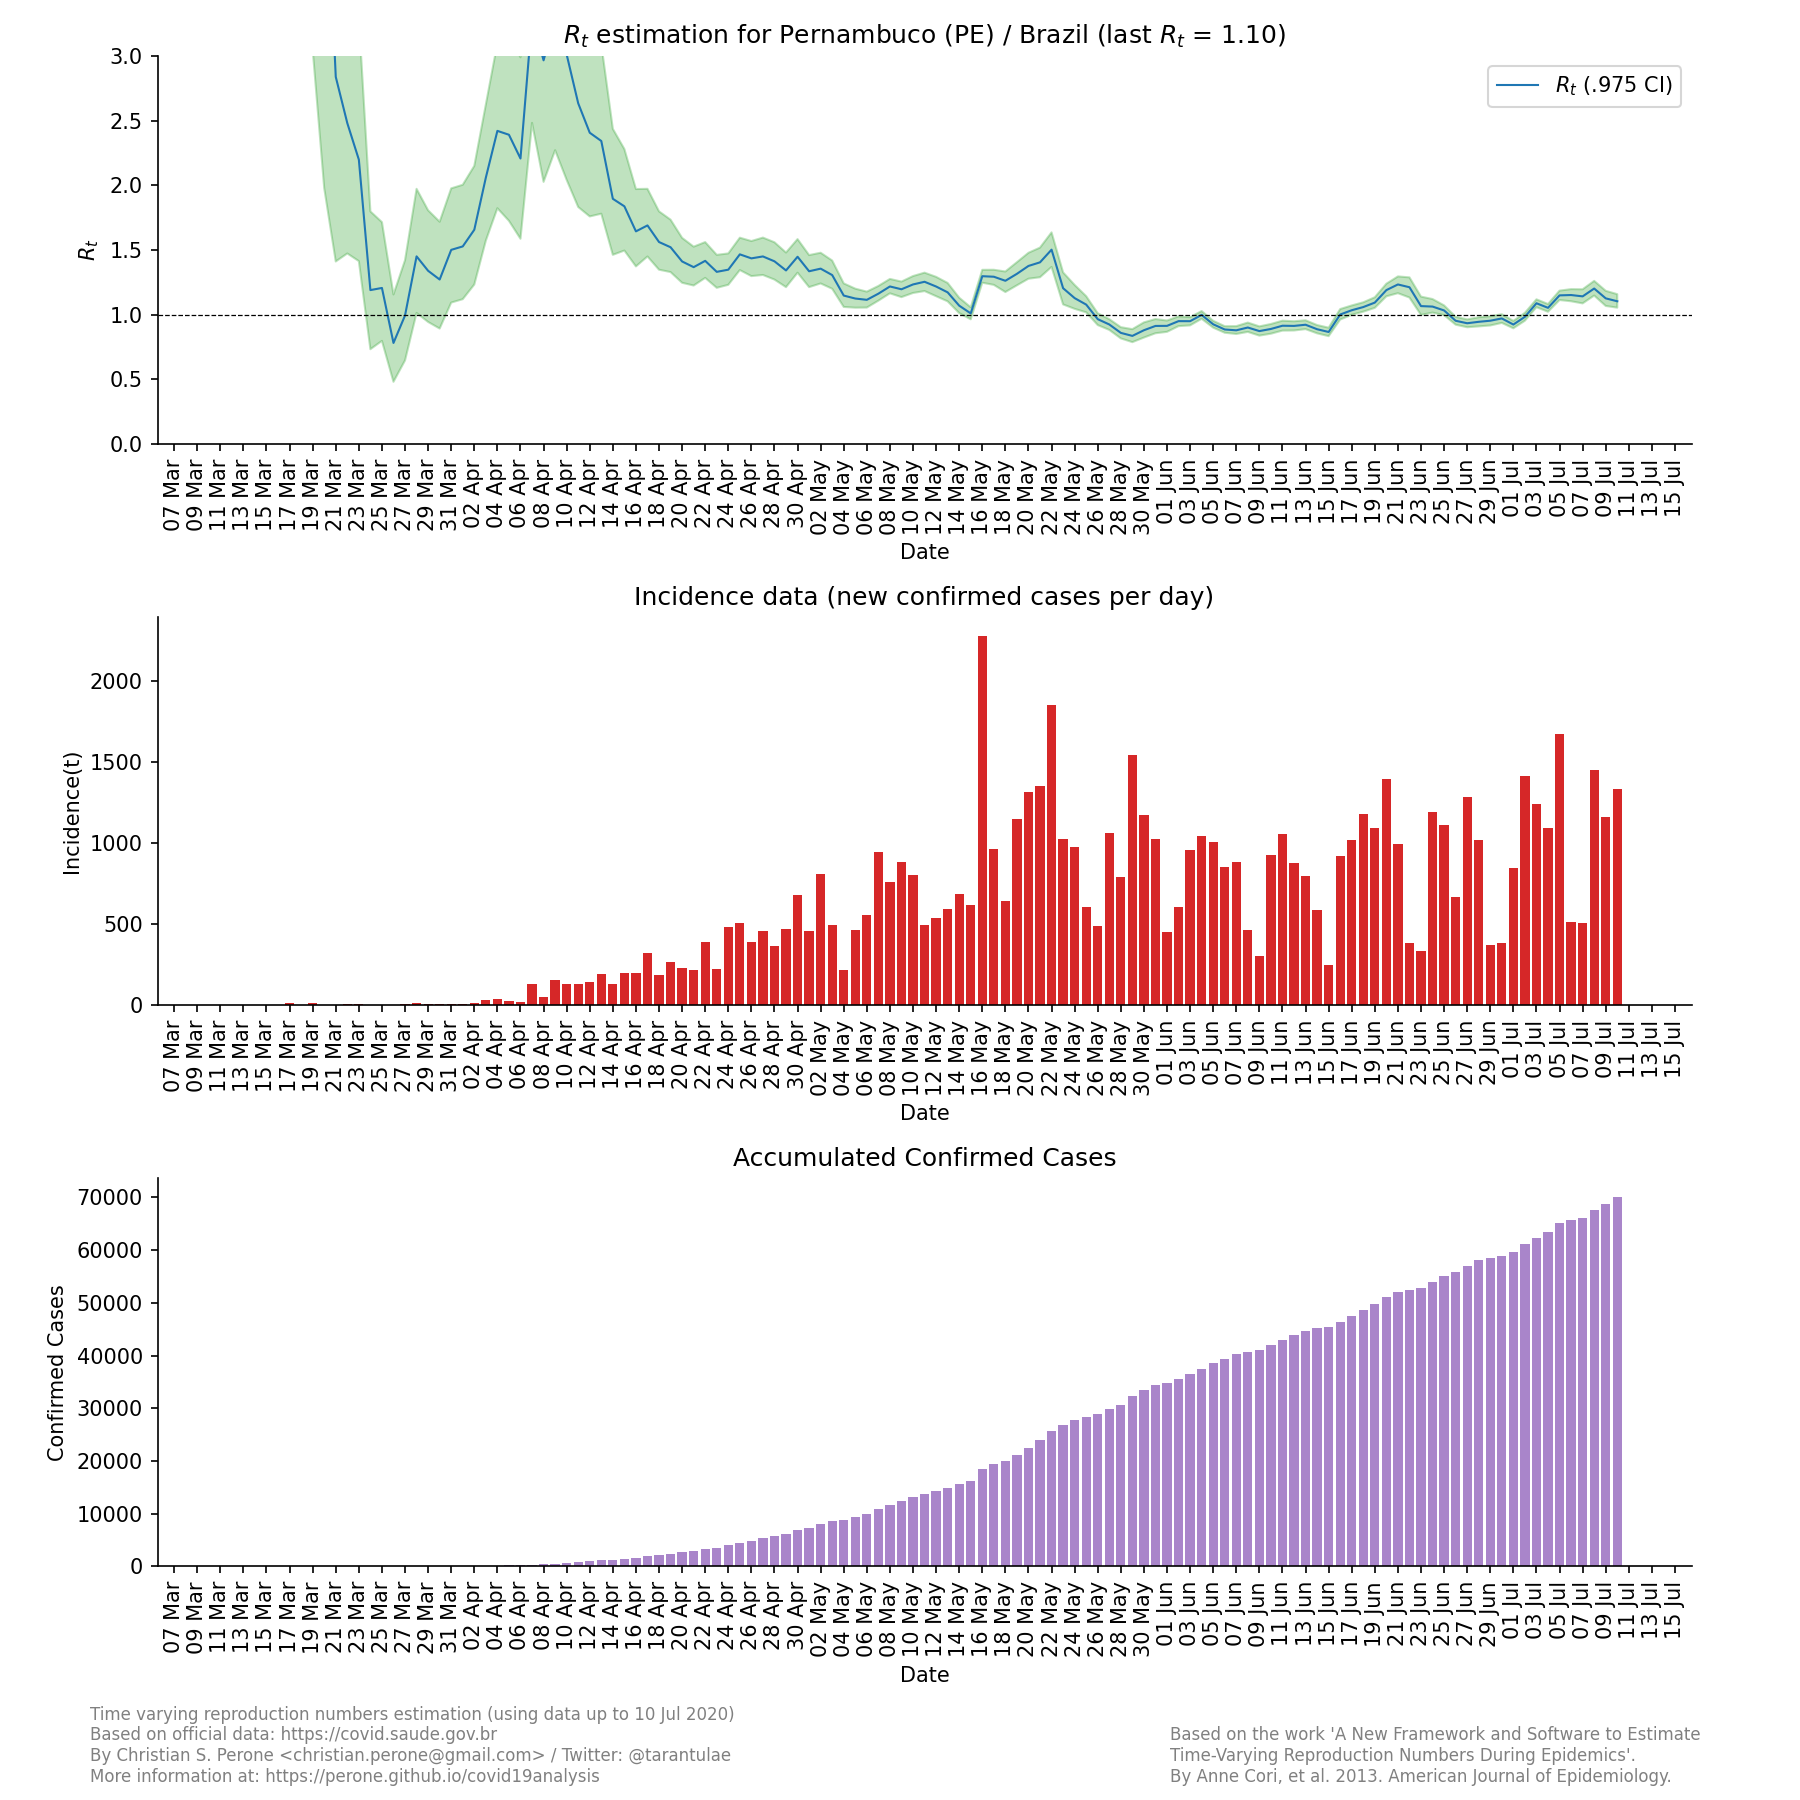 Rt estimation for Pernambuco (PE) / Brazil (last Rt = 1.10)
Rt (.975 CI)
Rt
3.0
2.5
2.0
1.5
1.0
0.5
0.0
07 Mar 09 Mar 11 Mar 13 Mar 15 Mar 17 Mar 19 Mar 21 Mar 23 Mar 25 Mar 27 Mar 29 Mar 31 Mar 02 Apr 04 Apr 06 Apr 08 Apr 10 Apr 12 Apr 14 Apr 16 Apr 18 Apr 20 Apr 22 Apr 24 Apr 26 Apr 28 Apr 30 Apr 02 May 04 May 06 May 08 May 10 May 12 May 14 May 16 May 18 May 20 May 22 May 24 May 26 May 28 May 30 May 01 Jun 03 Jun 05 Jun 07 Jun 09 Jun 11 Jun 13 Jun 15 Jun 17 Jun 19 Jun 21 Jun 23 Jun 25 Jun 27 Jun 29 Jun 01 Jul 03 Jul 05 Jul 07 Jul 09 Jul 11 Jul 13 Jul 15 Jul
Date
Incidence data (new confirmed cases per day)
Incidence(t)
2000
1500
1000
500
0
07 Mar 09 Mar 11 Mar 13 Mar 15 Mar 17 Mar 19 Mar 21 Mar 23 Mar 25 Mar 27 Mar 29 Mar 31 Mar 02 Apr 04 Apr 06 Apr 08 Apr 10 Apr 12 Apr 14 Apr 16 Apr 18 Apr 20 Apr 22 Apr 24 Apr 26 Apr 28 Apr 30 Apr 02 May 04 May 06 May 08 May 10 May 12 May 14 May 16 May 18 May 20 May 22 May 24 May 26 May 28 May 30 May 01 Jun 03 Jun 05 Jun 07 Jun 09 Jun 11 Jun 13 Jun 15 Jun 17 Jun 19 Jun 21 Jun 23 Jun 25 Jun 27 Jun 29 Jun 01 Jul 03 Jul 05 Jul 07 Jul 09 Jul 11 Jul 13 Jul 15 Jul
Date
Accumulated Confirmed Cases
Confirmed Cases
70000
60000
50000
40000
30000
20000
10000
0
07 Mar 09 Mar 11 Mar 13 Mar 15 Mar 17 Mar 19 Mar 21 Mar 23 Mar 25 Mar 27 Mar 29 Mar 31 Mar 02 Apr 04 Apr 06 Apr 08 Apr 10 Apr 12 Apr 14 Apr 16 Apr 18 Apr 20 Apr 22 Apr 24 Apr 26 Apr 28 Apr 30 Apr 02 May 04 May 06 May 08 May 10 May 12 May 14 May 16 May 18 May 20 May 22 May 24 May 26 May 28 May 30 May 01 Jun 03 Jun 05 Jun 07 Jun 09 Jun 11 Jun 13 Jun 15 Jun 17 Jun 19 Jun 21 Jun 23 Jun 25 Jun 27 Jun 29 Jun 01 Jul 03 Jul 05 Jul 07 Jul 09 Jul 11 Jul 13 Jul 15 Jul
Date
Time varying reproduction numbers estimation (using data up to 10 Jul 2020)
Based on official data: https://covid.saude.gov.br
By Christian S. Perone <christian.perone@gmail.com> / Twitter: @tarantulae
More information at: https://perone.github.io/covid19analysis
Based on the work 'A New Framework and Software to Estimate
Time-Varying Reproduction Numbers During Epidemics'.
By Anne Cori, et al. 2013. American Journal of Epidemiology.